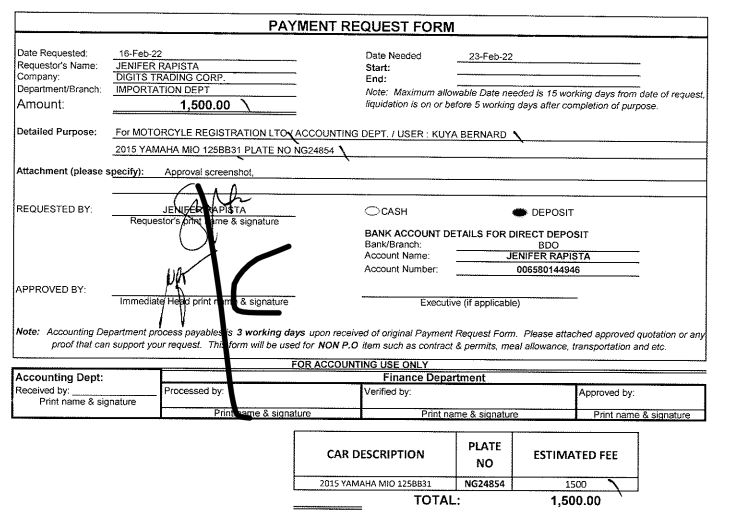 PAYMENT REQUEST FORM
Date Requested: 16-Feb-22 Date Needed 23-Feb-22
Requestor's Name: JENIFER RAPISTA Start:
Company: DIGITS TRADING CORP. End:
Department/Branch: IMPORTATION DEPT Note: Maximum allowable Date needed is 15 working days from date of request,
Amount: 1,500.00 liquidation is on or before 5 working days after completion of purpose.
Detailed Purpose: For MOTORCYLE REGISTRATION LTO/ ACCOUNTING DEPT. / USER : KUYA BERNARD
2015 YAMAHA MIO 125BB31 PLATE NO NG24854
Attachment (please specify): Approval screenshot,
REQUESTED BY: JENIFER RAPISTA CASH DEPOSIT
Requestor's print name & signature
BANK ACCOUNT DETAILS FOR DIRECT DEPOSIT
Bank/Branch: BDO
Account Name: JENIFER RAPISTA
Account Number: 006580144946
APPROVED BY:
Immediate Head print name & signature Executive (if applicable)
Note: Accounting Department process payables is 3 working days upon received of original Payment Request Form. Please attached approved quotation or any
proof that can support your request. This form will be used for NON P.O item such as contract & permits, meal allowance, transportation and etc.
FOR ACCOUNTING USE ONLY
Accounting Dept: Finance Department
Received by: Processed by: Verified by: Approved by:
Print name & signature Print name & signature Print name & signature Print name & signature
CAR DESCRIPTION PLATE NO ESTIMATED FEE
2015 YAMAHA MIO 125BB31 NG24854 1500
TOTAL: 1,500.00